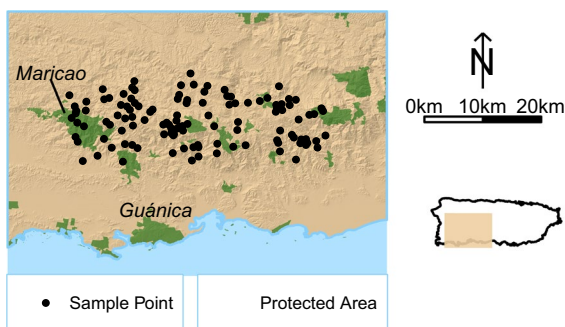 Maricao
Guánica
N
0km 10km 20km
Sample Point
Protected Area